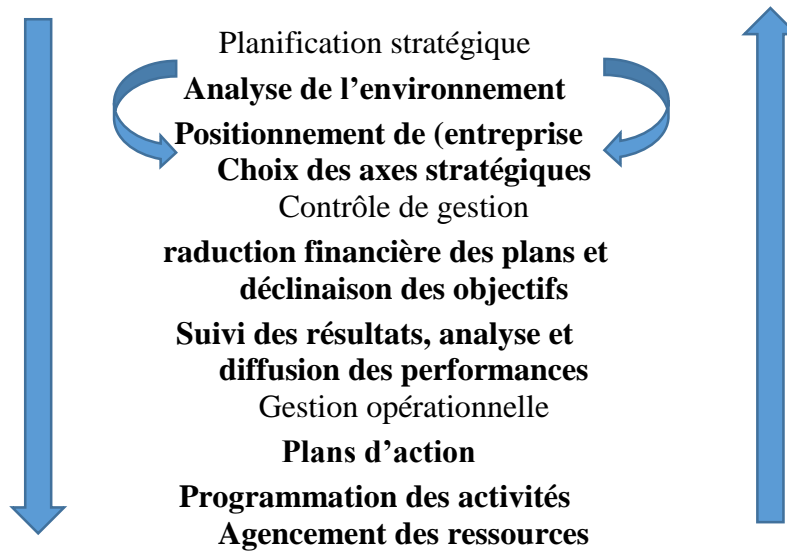 Planification stratégique
Analyse de l’environnement
Positionnement de (entreprise
Choix des axes stratégiques
Contrôle de gestion
raduction financière des plans et
déclinaison des objectifs
Suivi des résultats, analyse et
diffusion des performances
Gestion opérationnelle
Plans d’action
Programmation des activités
Agencement des ressources